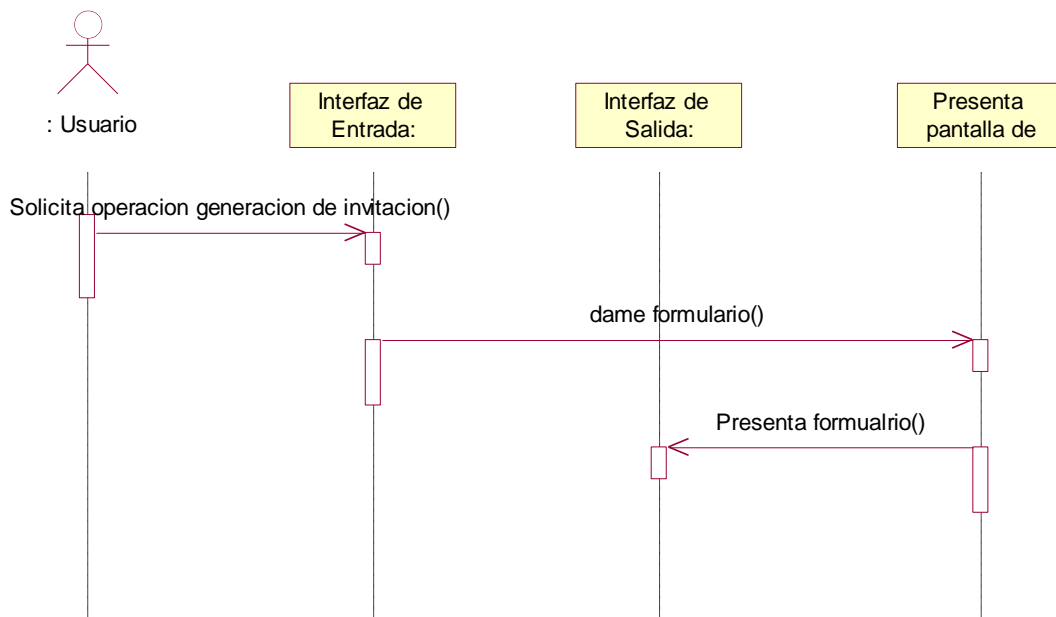 : Usuario
Interfaz de
Entrada:
Interfaz de
Salida:
Presenta
pantalla de
Solicita operacion generacion de invitacion()
dame formulario()
Presenta formualrio()